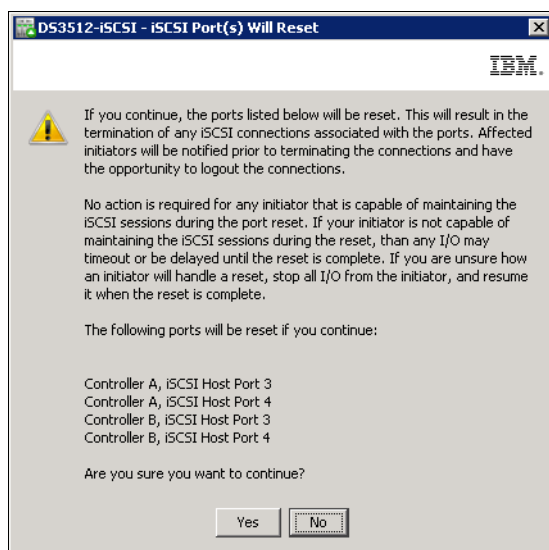 DS3512-iSCSI - iSCSI Port(s) Will Reset
IBM.
If you continue, the ports listed below will be reset. This will result in the
termination of any iSCSI connections associated with the ports. Affected
initiators will be notified prior to terminating the connections and have
the opportunity to logout the connections.
No action is required for any initiator that is capable of maintaining the
iSCSI sessions during the port reset. If your initiator is not capable of
maintaining the iSCSI sessions during the reset, than any I/O may
timeout or be delayed until the reset is complete. If you are unsure how
an initiator will handle a reset, stop all I/O from the initiator, and resume
it when the reset is complete.
The following ports will be reset if you continue:
Controller A, iSCSI Host Port 3
Controller A, iSCSI Host Port 4
Controller B, iSCSI Host Port 3
Controller B, iSCSI Host Port 4
Are you sure you want to continue?
Yes No